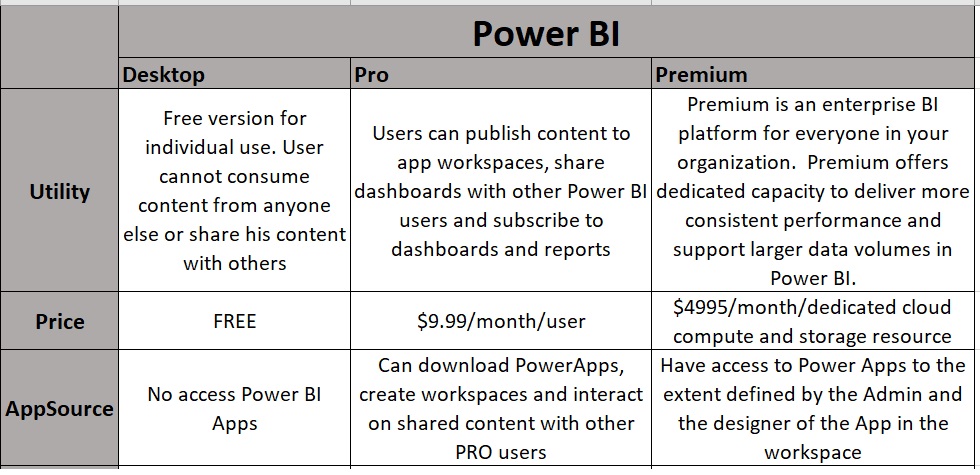 Power BI
Desktop
Pro
Premium
Utility
Free version for
individual use. User
cannot consume
content from anyone
else or share his content
with others
Users can publish content to
app workspaces, share
dashboards with other Power BI
users and subscribe to
dashboards and reports
Premium is an enterprise BI
platform for everyone in your
organization.  Premium offers
dedicated capacity to deliver more
consistent performance and
support larger data volumes in
Power BI.
Price
FREE
$9.99/month/user
$4995/month/dedicated cloud
compute and storage resource
AppSource
No access Power BI
Apps
Can download PowerApps,
create workspaces and interact
on shared content with other
PRO users
Have access to Power Apps to the
extent defined by the Admin and
the designer of the App in the
workspace